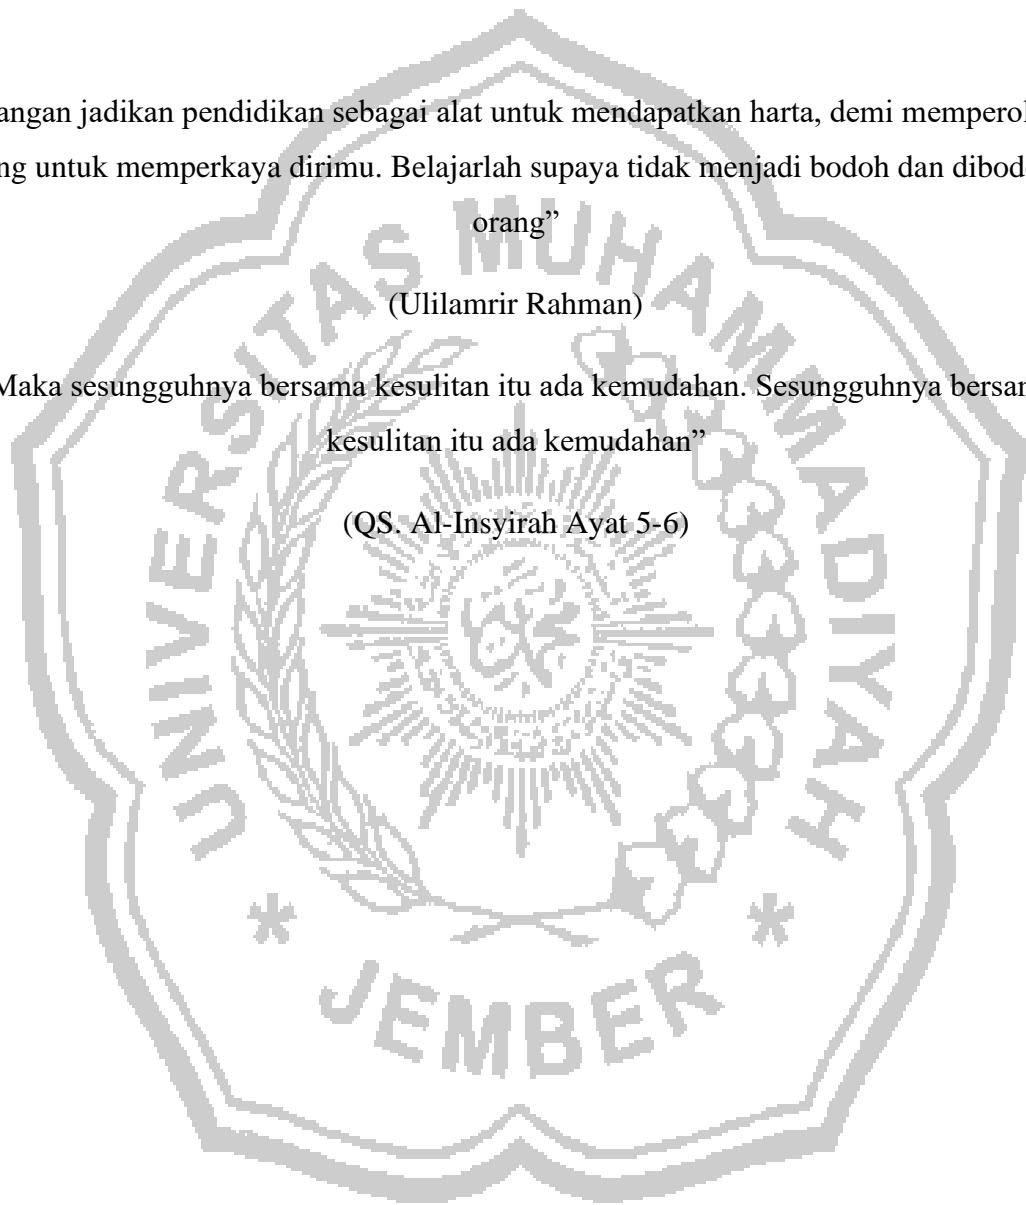 angan jadikan pendidikan sebagai alat untuk mendapatkan harta, demi memperol
ng untuk memperkaya dirimu. Belajarlah supaya tidak menjadi bodoh dan dibod
orang”
(Ulilamrir Rahman)
Maka sesungguhnya bersama kesulitan itu ada kemudahan. Sesungguhnya bersam
kesulitan itu ada kemudahan”
(QS. Al-Insyirah Ayat 5-6)
UNIVERSITAS MUHAMMADIYAH
* JEMBER *